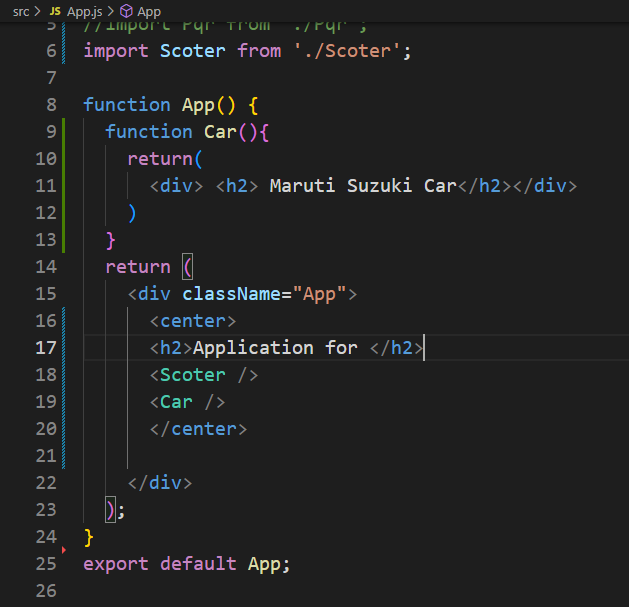 src > JS App.js > App
5 //import Pqr from './Pqr';
6 import Scoter from './Scoter';
7
8 function App() {
9 function Car(){
10 return(
11 <div> <h2> Maruti Suzuki Car</h2></div>
12 )
13 }
14 return (
15 <div className="App">
16 <center>
17 <h2>Application for </h2>
18 <Scoter />
19 <Car />
20 </center>
21
22 </div>
23 );
24 }
25 export default App;
26